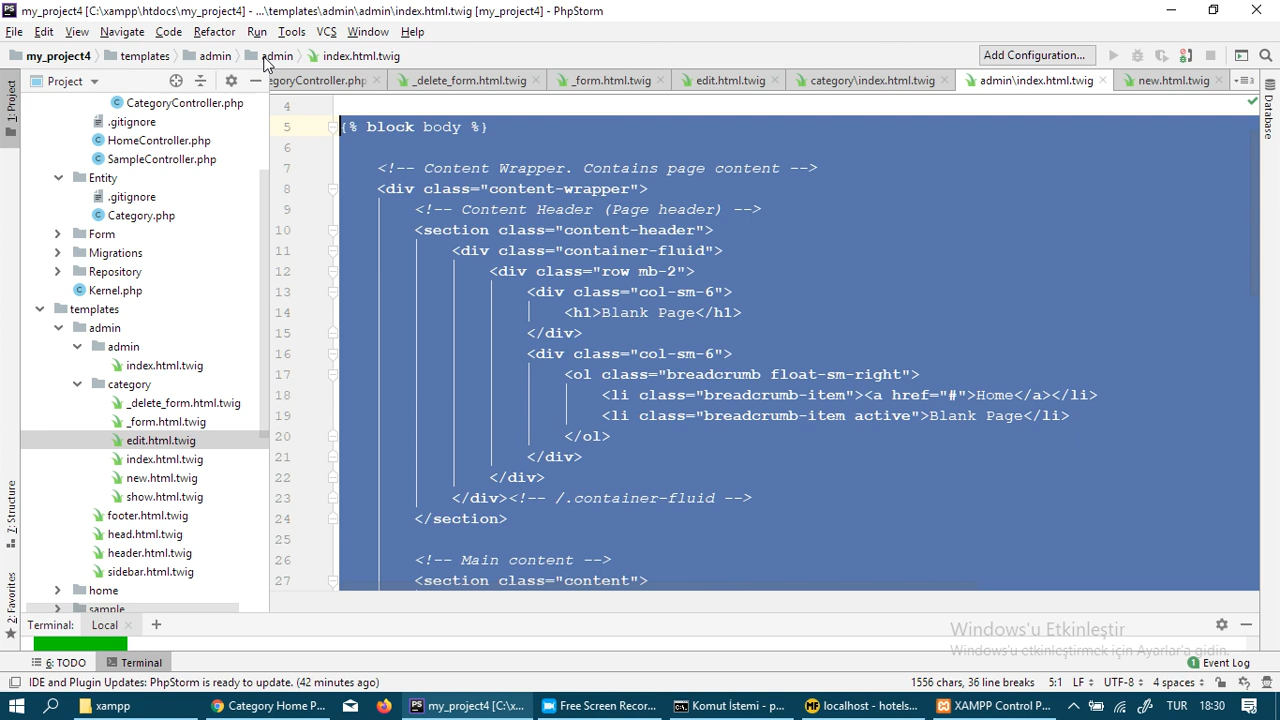 my_project4 [C:\xampp\htdocs\my_project4] - ...\templates\admin\admin\index.html.twig [my_project4] - PhpStorm
File Edit View Navigate Code Refactor Run Tools VCS Window Help
my_project4 templates admin admin index.html.twig Add Configuration...
Project goryController.php _delete_form.html.twig _form.html.twig edit.html.twig category\index.html.twig admin\index.html.twig new.html.twig
1: Project
Database
CategoryController.php
.gitignore
HomeController.php
SampleController.php
Entity
.gitignore
Category.php
Form
Migrations
Repository
Kernel.php
templates
admin
admin
index.html.twig
category
_delete_form.html.twig
_form.html.twig
edit.html.twig
index.html.twig
new.html.twig
show.html.twig
footer.html.twig
head.html.twig
header.html.twig
sidebar.html.twig
home
sample
Z: Structure
2: Favorites
4
5 {% block body %}
6
7 <!-- Content Wrapper. Contains page content -->
8 <div class="content-wrapper">
9 <!-- Content Header (Page header) -->
10 <section class="content-header">
11 <div class="container-fluid">
12 <div class="row mb-2">
13 <div class="col-sm-6">
14 <h1>Blank Page</h1>
15 </div>
16 <div class="col-sm-6">
17 <ol class="breadcrumb float-sm-right">
18 <li class="breadcrumb-item"><a href="#">Home</a></li>
19 <li class="breadcrumb-item active">Blank Page</li>
20 </ol>
21 </div>
22 </div>
23 </div><!-- /.container-fluid -->
24 </section>
25
26 <!-- Main content -->
27 <section class="content">
Terminal: Local
Windows'u Etkinleştir
Windows'u etkinleştirmek için Ayarlar'a gidin.
6: TODO Terminal 1 Event Log
IDE and Plugin Updates: PhpStorm is ready to update. (42 minutes ago) 1556 chars, 36 line breaks 5:1 LF UTF-8 4 spaces
xampp Category Home P... my_project4 [C:\x... Free Screen Reco... Komut İstemi - p... localhost - hotels... XAMPP Control P... TUR 18:30